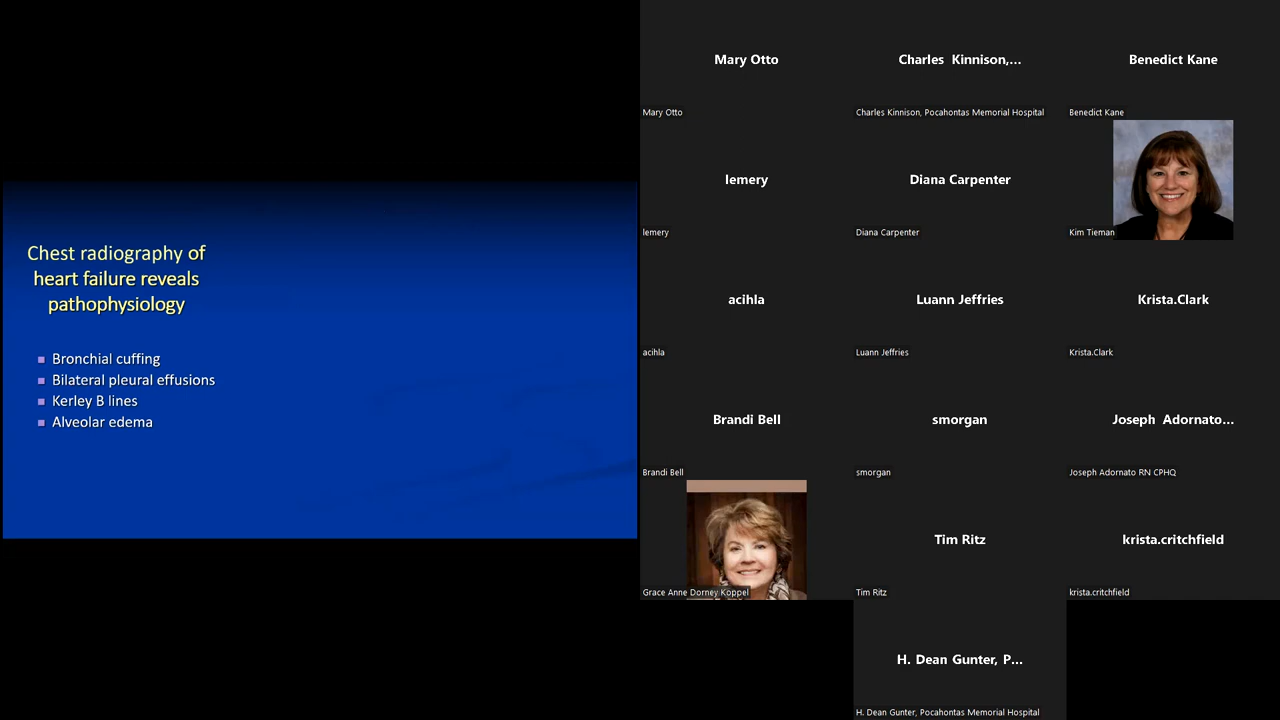 Chest radiography of
heart failure reveals
pathophysiology
Bronchial cuffing
Bilateral pleural effusions
Kerley B lines
Alveolar edema
Mary Otto
Mary Otto
Charles Kinnison,...
Charles Kinnison, Pocahontas Memorial Hospital
Benedict Kane
Benedict Kane
lemery
lemery
Diana Carpenter
Diana Carpenter
Kim Tieman
acihla
acihla
Luann Jeffries
Luann Jeffries
Krista.Clark
Krista.Clark
Brandi Bell
Brandi Bell
smorgan
smorgan
Joseph Adornato...
Joseph Adornato RN CPHQ
Grace Anne Dorney Koppel
Tim Ritz
Tim Ritz
krista.critchfield
krista.critchfield
H. Dean Gunter, P...
H. Dean Gunter, Pocahontas Memorial Hospital